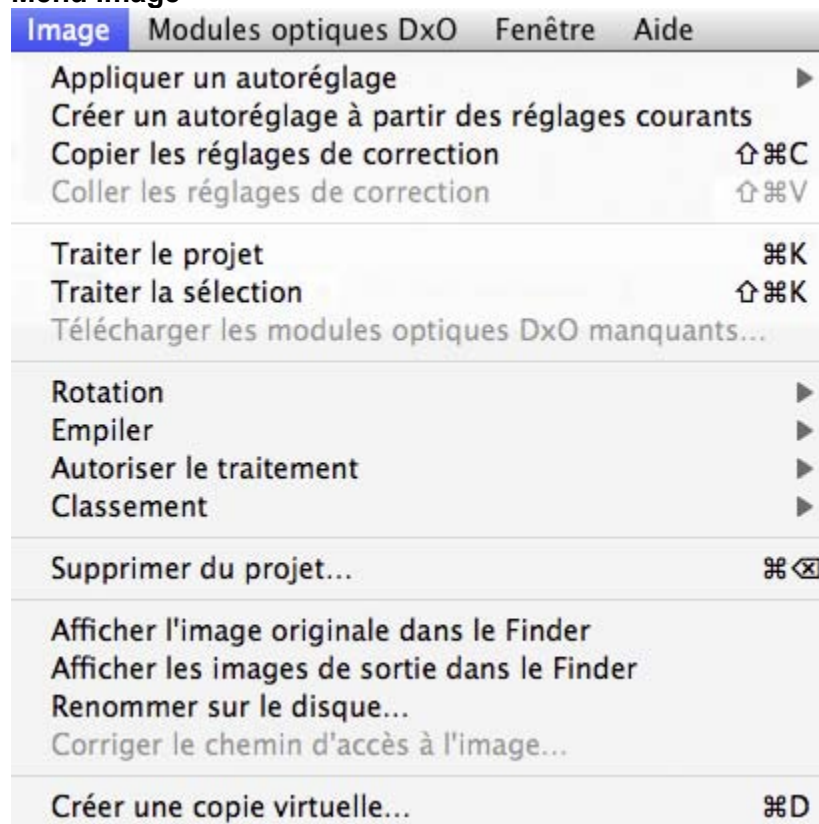 Menu Image
Image Modules optiques DxO Fenêtre Aide
Appliquer un autoréglage ▶
Créer un autoréglage à partir des réglages courants
Copier les réglages de correction ⇧⌘C
Coller les réglages de correction ⇧⌘V
Traiter le projet ⌘K
Traiter la sélection ⇧⌘K
Télécharger les modules optiques DxO manquants...
Rotation ▶
Empiler ▶
Autoriser le traitement ▶
Classement ▶
Supprimer du projet... ⌘⌫
Afficher l'image originale dans le Finder
Afficher les images de sortie dans le Finder
Renommer sur le disque...
Corriger le chemin d'accès à l'image...
Créer une copie virtuelle... ⌘D